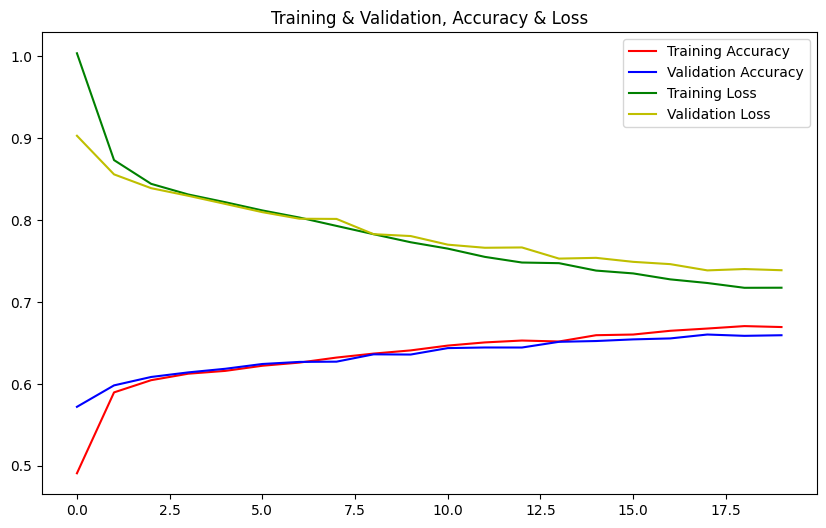 Training & Validation, Accuracy & Loss
Training Accuracy
Validation Accuracy
Training Loss
Validation Loss
1.0
0.9
0.8
0.7
0.6
0.5
0.0 2.5 5.0 7.5 10.0 12.5 15.0 17.5